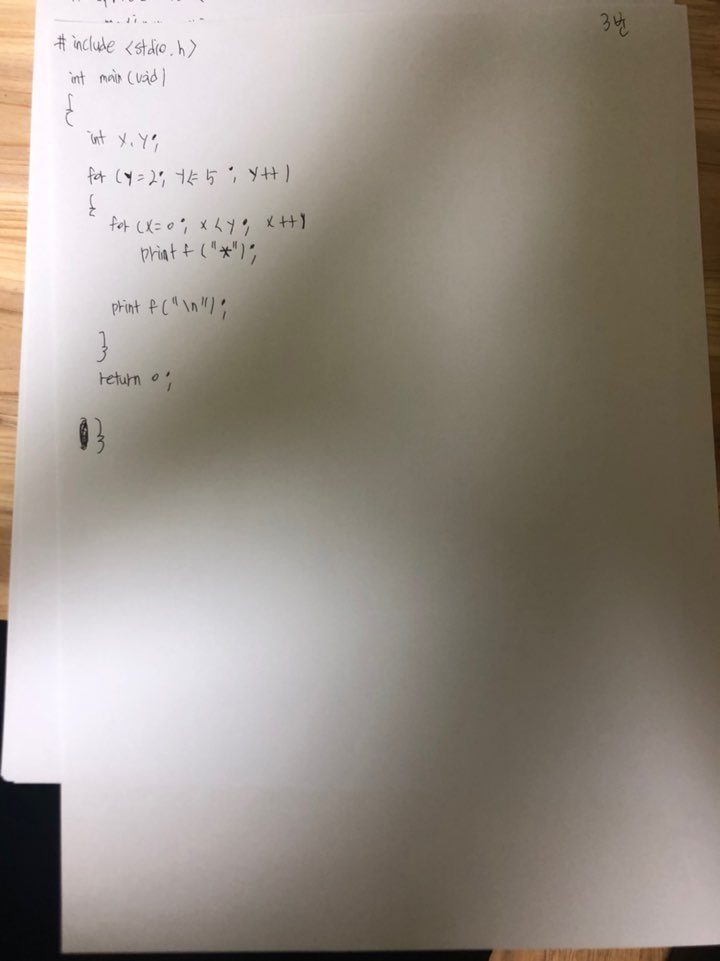 3번
#include <stdio.h>
int main(void)
{
int x, y;
for (y=2; y<=5; y++)
{
for (x=0; x<y; x++)
printf("*");
printf("\n");
}
return 0;
}